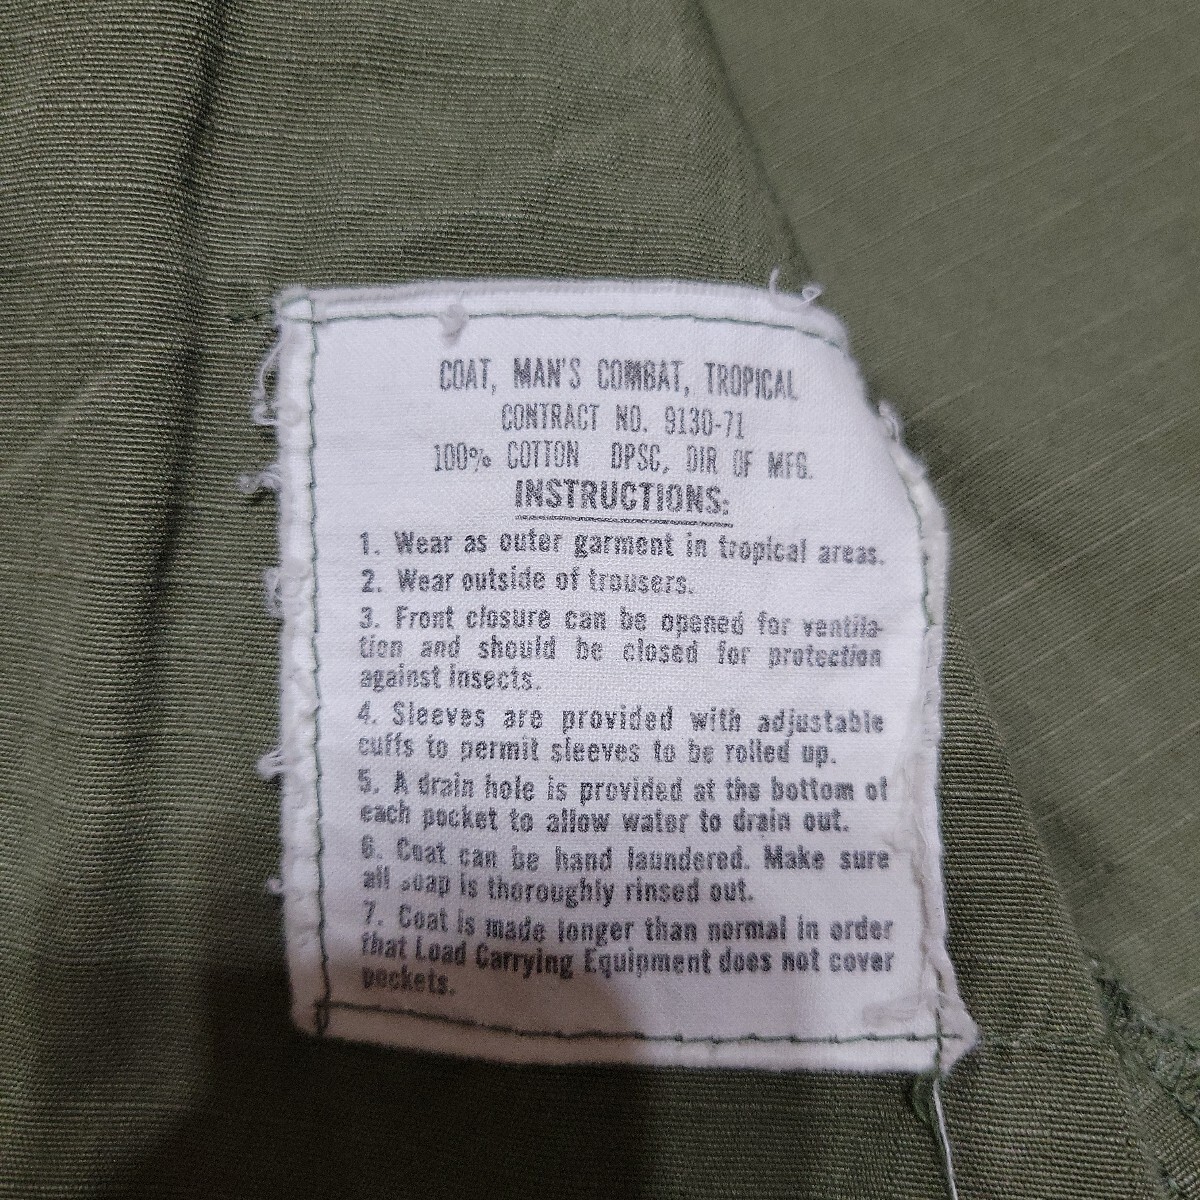 COAT, MAN'S COMBAT, TROPICAL
CONTRACT NO. 9130-71
100% COTTON DPSC, DIR OF MFG.
INSTRUCTIONS:
1. Wear as outer garment in tropical areas.
2. Wear outside of trousers.
3. Front closure can be opened for ventila-
tion and should be closed for protection
against insects.
4. Sleeves are provided with adjustable
cuffs to permit sleeves to be rolled up.
5. A drain hole is provided at the bottom of
each pocket to allow water to drain out.
6. Coat can be hand laundered. Make sure
all soap is thoroughly rinsed out.
7. Coat is made longer than normal in order
that Load Carrying Equipment does not cover
pockets.